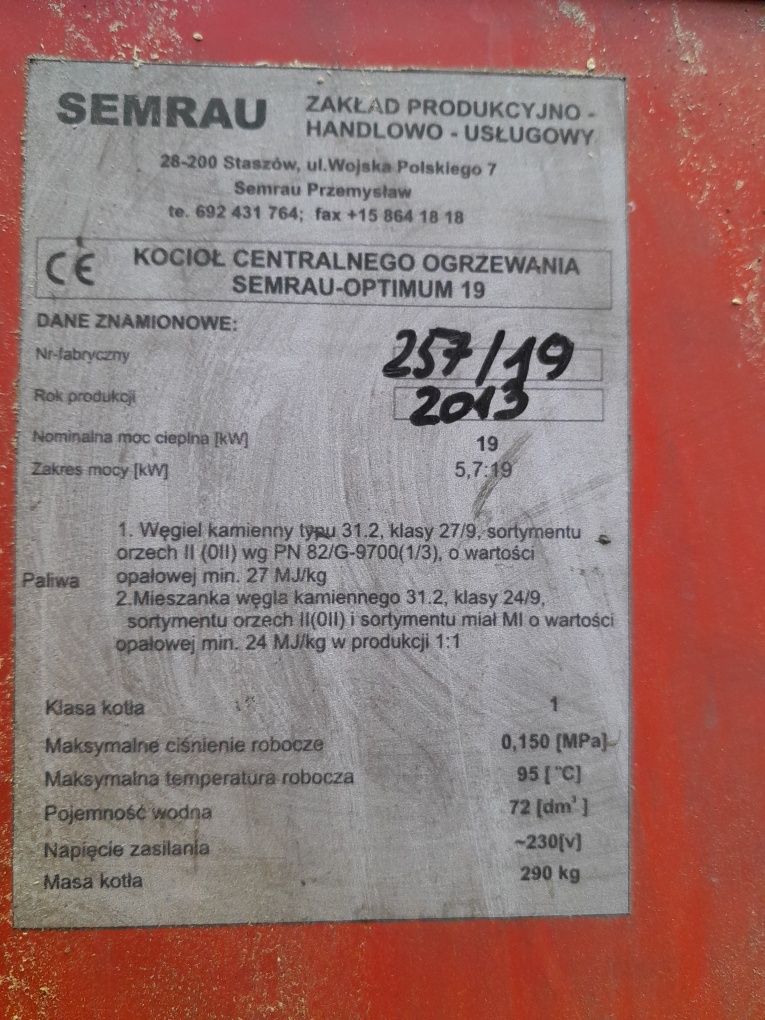 SEMRAU
ZAKŁAD PRODUKCYJNO -
HANDLOWO - USŁUGOWY
28-200 Staszów, ul.Wojska Polskiego 7
Semrau Przemysław
te. 692 431 764; fax +15 864 18 18
CE
KOCIOŁ CENTRALNEGO OGRZEWANIA
SEMRAU-OPTIMUM 19
DANE ZNAMIONOWE:
Nr-fabryczny 257/19
Rok produkcji 2013
Nominalna moc cieplna [kW] 19
Zakres mocy [kW] 5,7:19
Paliwa
1. Węgiel kamienny typu 31.2, klasy 27/9, sortymentu
orzech II (0II) wg PN 82/G-9700(1/3), o wartości
opałowej min. 27 MJ/kg
2.Mieszanka węgla kamiennego 31.2, klasy 24/9,
sortymentu orzech II(0II) i sortymentu miał MI o wartości
opałowej min. 24 MJ/kg w produkcji 1:1
Klasa kotła 1
Maksymalne ciśnienie robocze 0,150 [MPa]
Maksymalna temperatura robocza 95 [°C]
Pojemność wodna 72 [dm³]
Napięcie zasilania ~230[v]
Masa kotła 290 kg